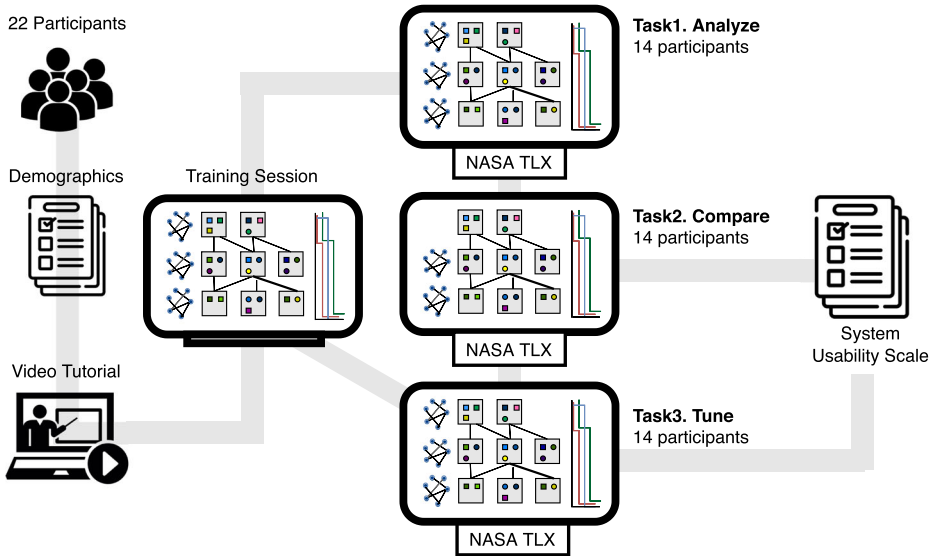 22 Participants
Demographics
Video Tutorial
Training Session
Task1. Analyze
14 participants
NASA TLX
Task2. Compare
14 participants
NASA TLX
Task3. Tune
14 participants
NASA TLX
System
Usability Scale